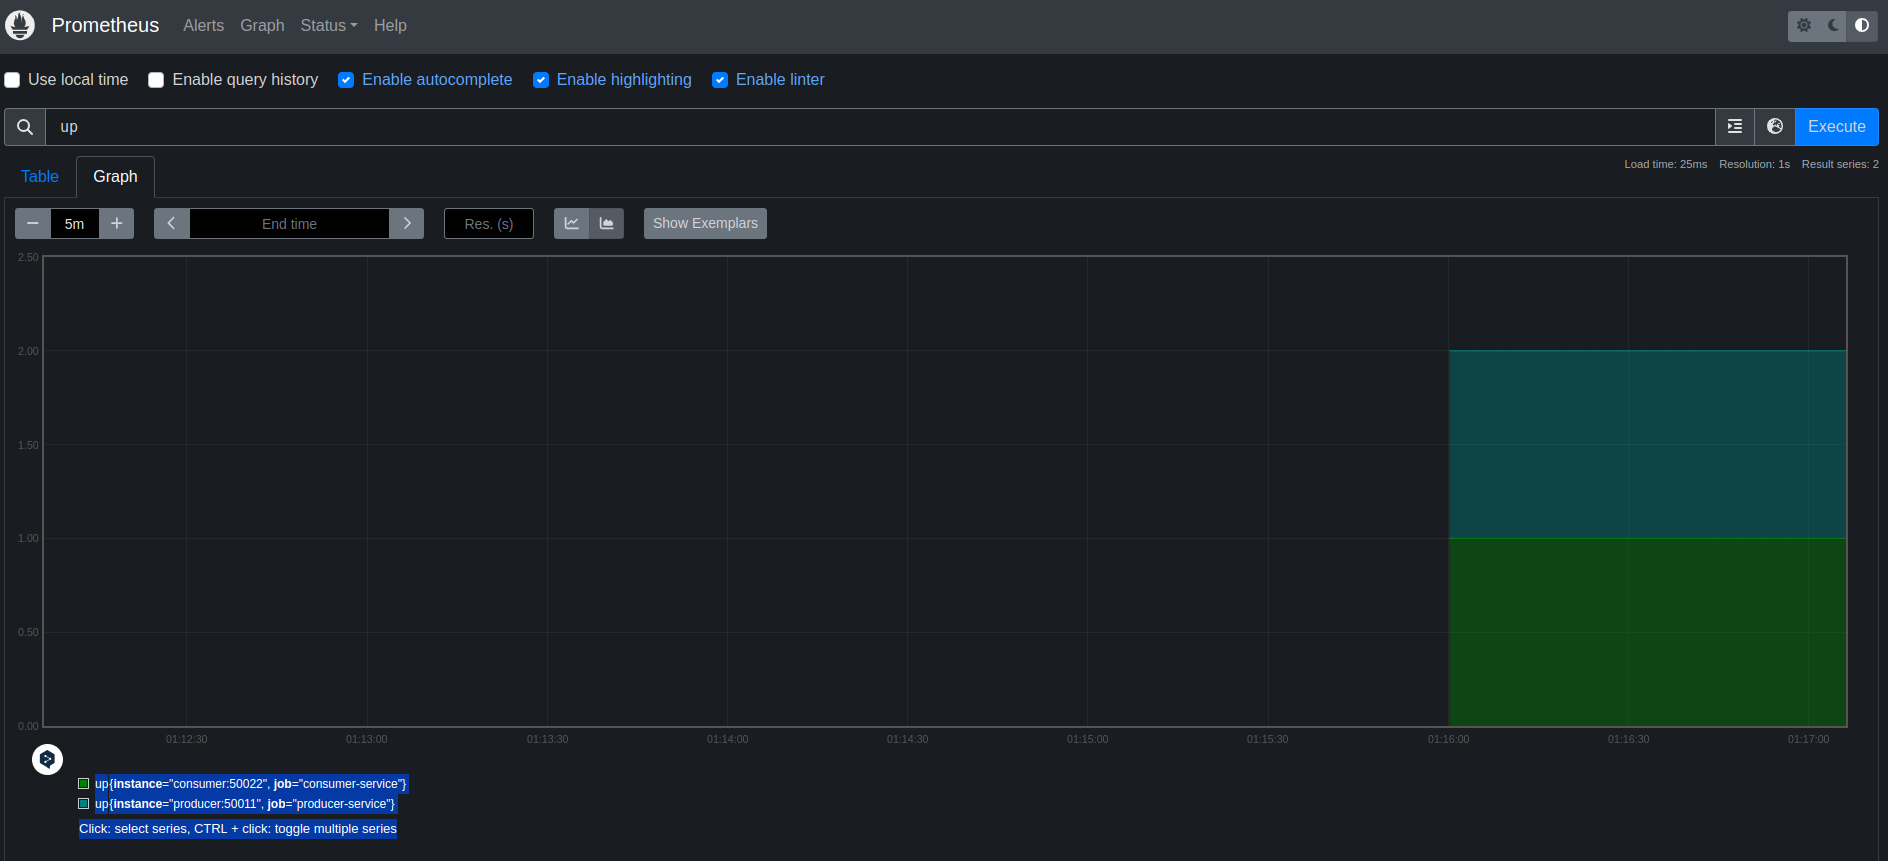 Prometheus Alerts Graph Status Help
Use local time Enable query history Enable autocomplete Enable highlighting Enable linter
up Execute
Table Graph Load time: 25ms Resolution: 1s Result series: 2
5m End time Res. (s) Show Exemplars
2.50
2.00
1.50
1.00
0.50
0.00
01:12:30 01:13:00 01:13:30 01:14:00 01:14:30 01:15:00 01:15:30 01:16:00 01:16:30 01:17:00
up{instance="consumer:50022", job="consumer-service"}
up{instance="producer:50011", job="producer-service"}
Click: select series, CTRL + click: toggle multiple series